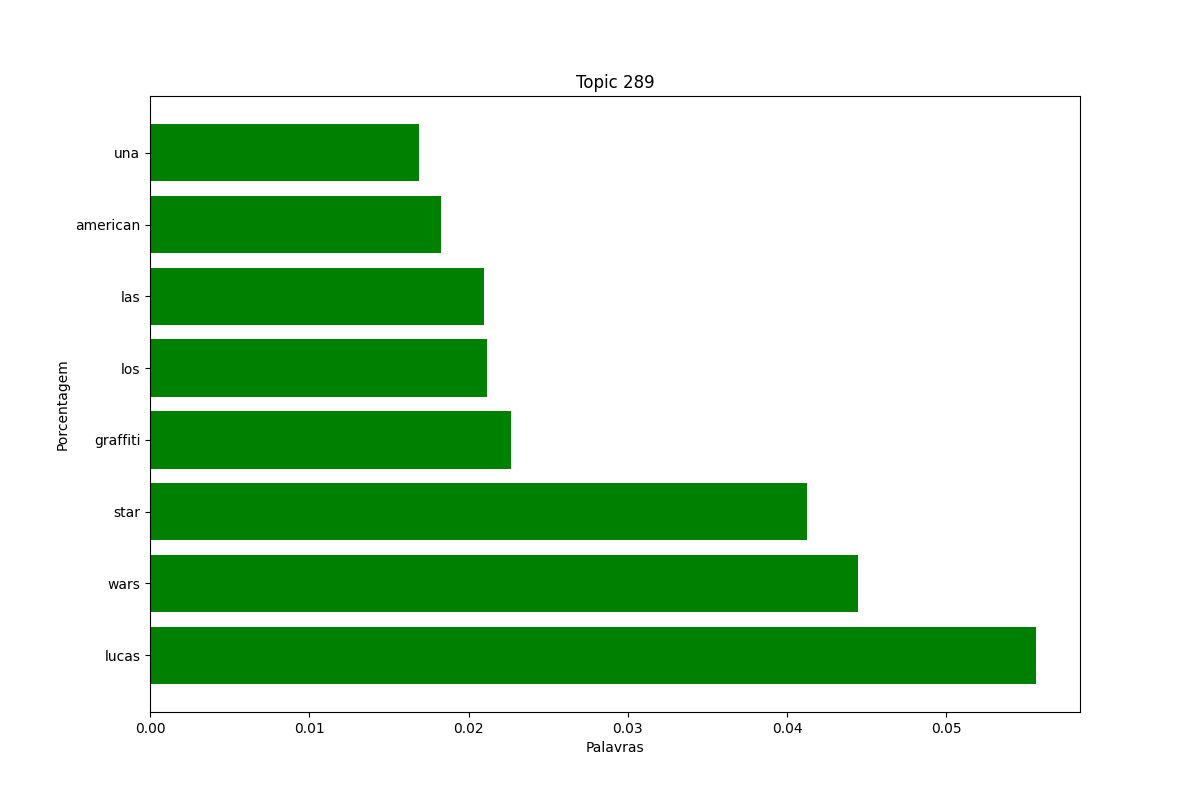 Topic 289
una
american
las
los
graffiti
star
wars
lucas
Porcentagem
0.00 0.01 0.02 0.03 0.04 0.05
Palavras